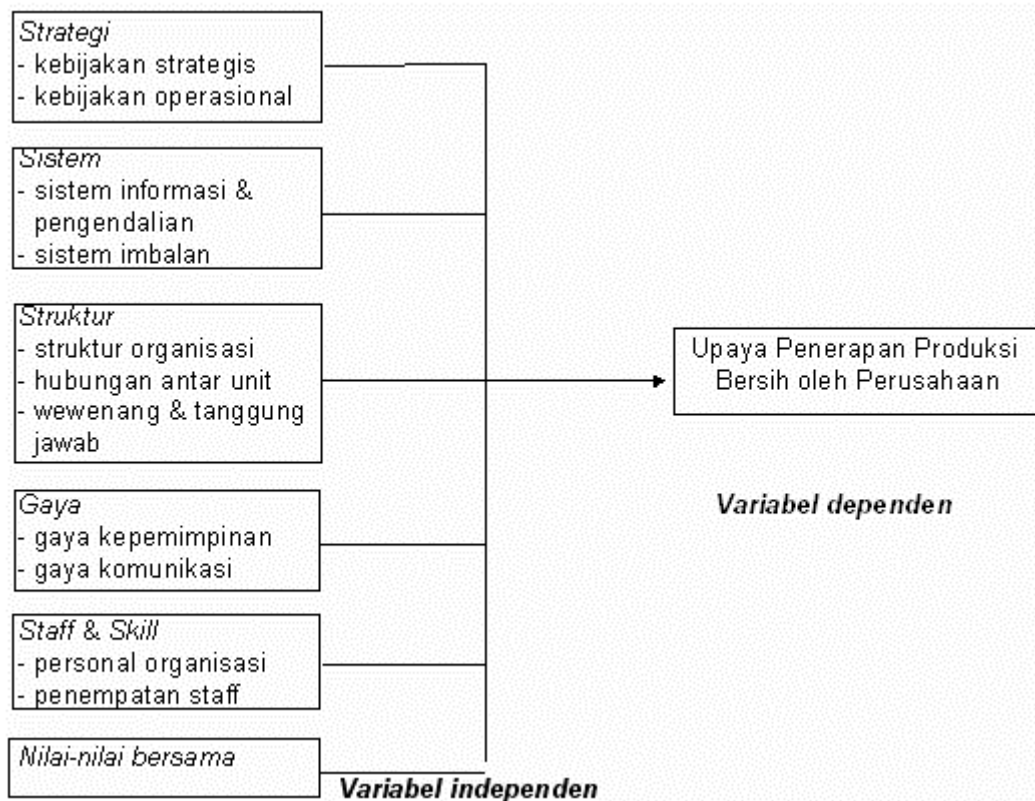 Strategi
- kebijakan strategis
- kebijakan operasional
Sistem
- sistem informasi &
pengendalian
- sistem imbalan
Struktur
- struktur organisasi
- hubungan antar unit
- wewenang & tanggung
jawab
Gaya
- gaya kepemimpinan
- gaya komunikasi
Staff & Skill
- personal organisasi
- penempatan staff
Nilai-nilai bersama
Variabel independen
Upaya Penerapan Produksi
Bersih oleh Perusahaan
Variabel dependen